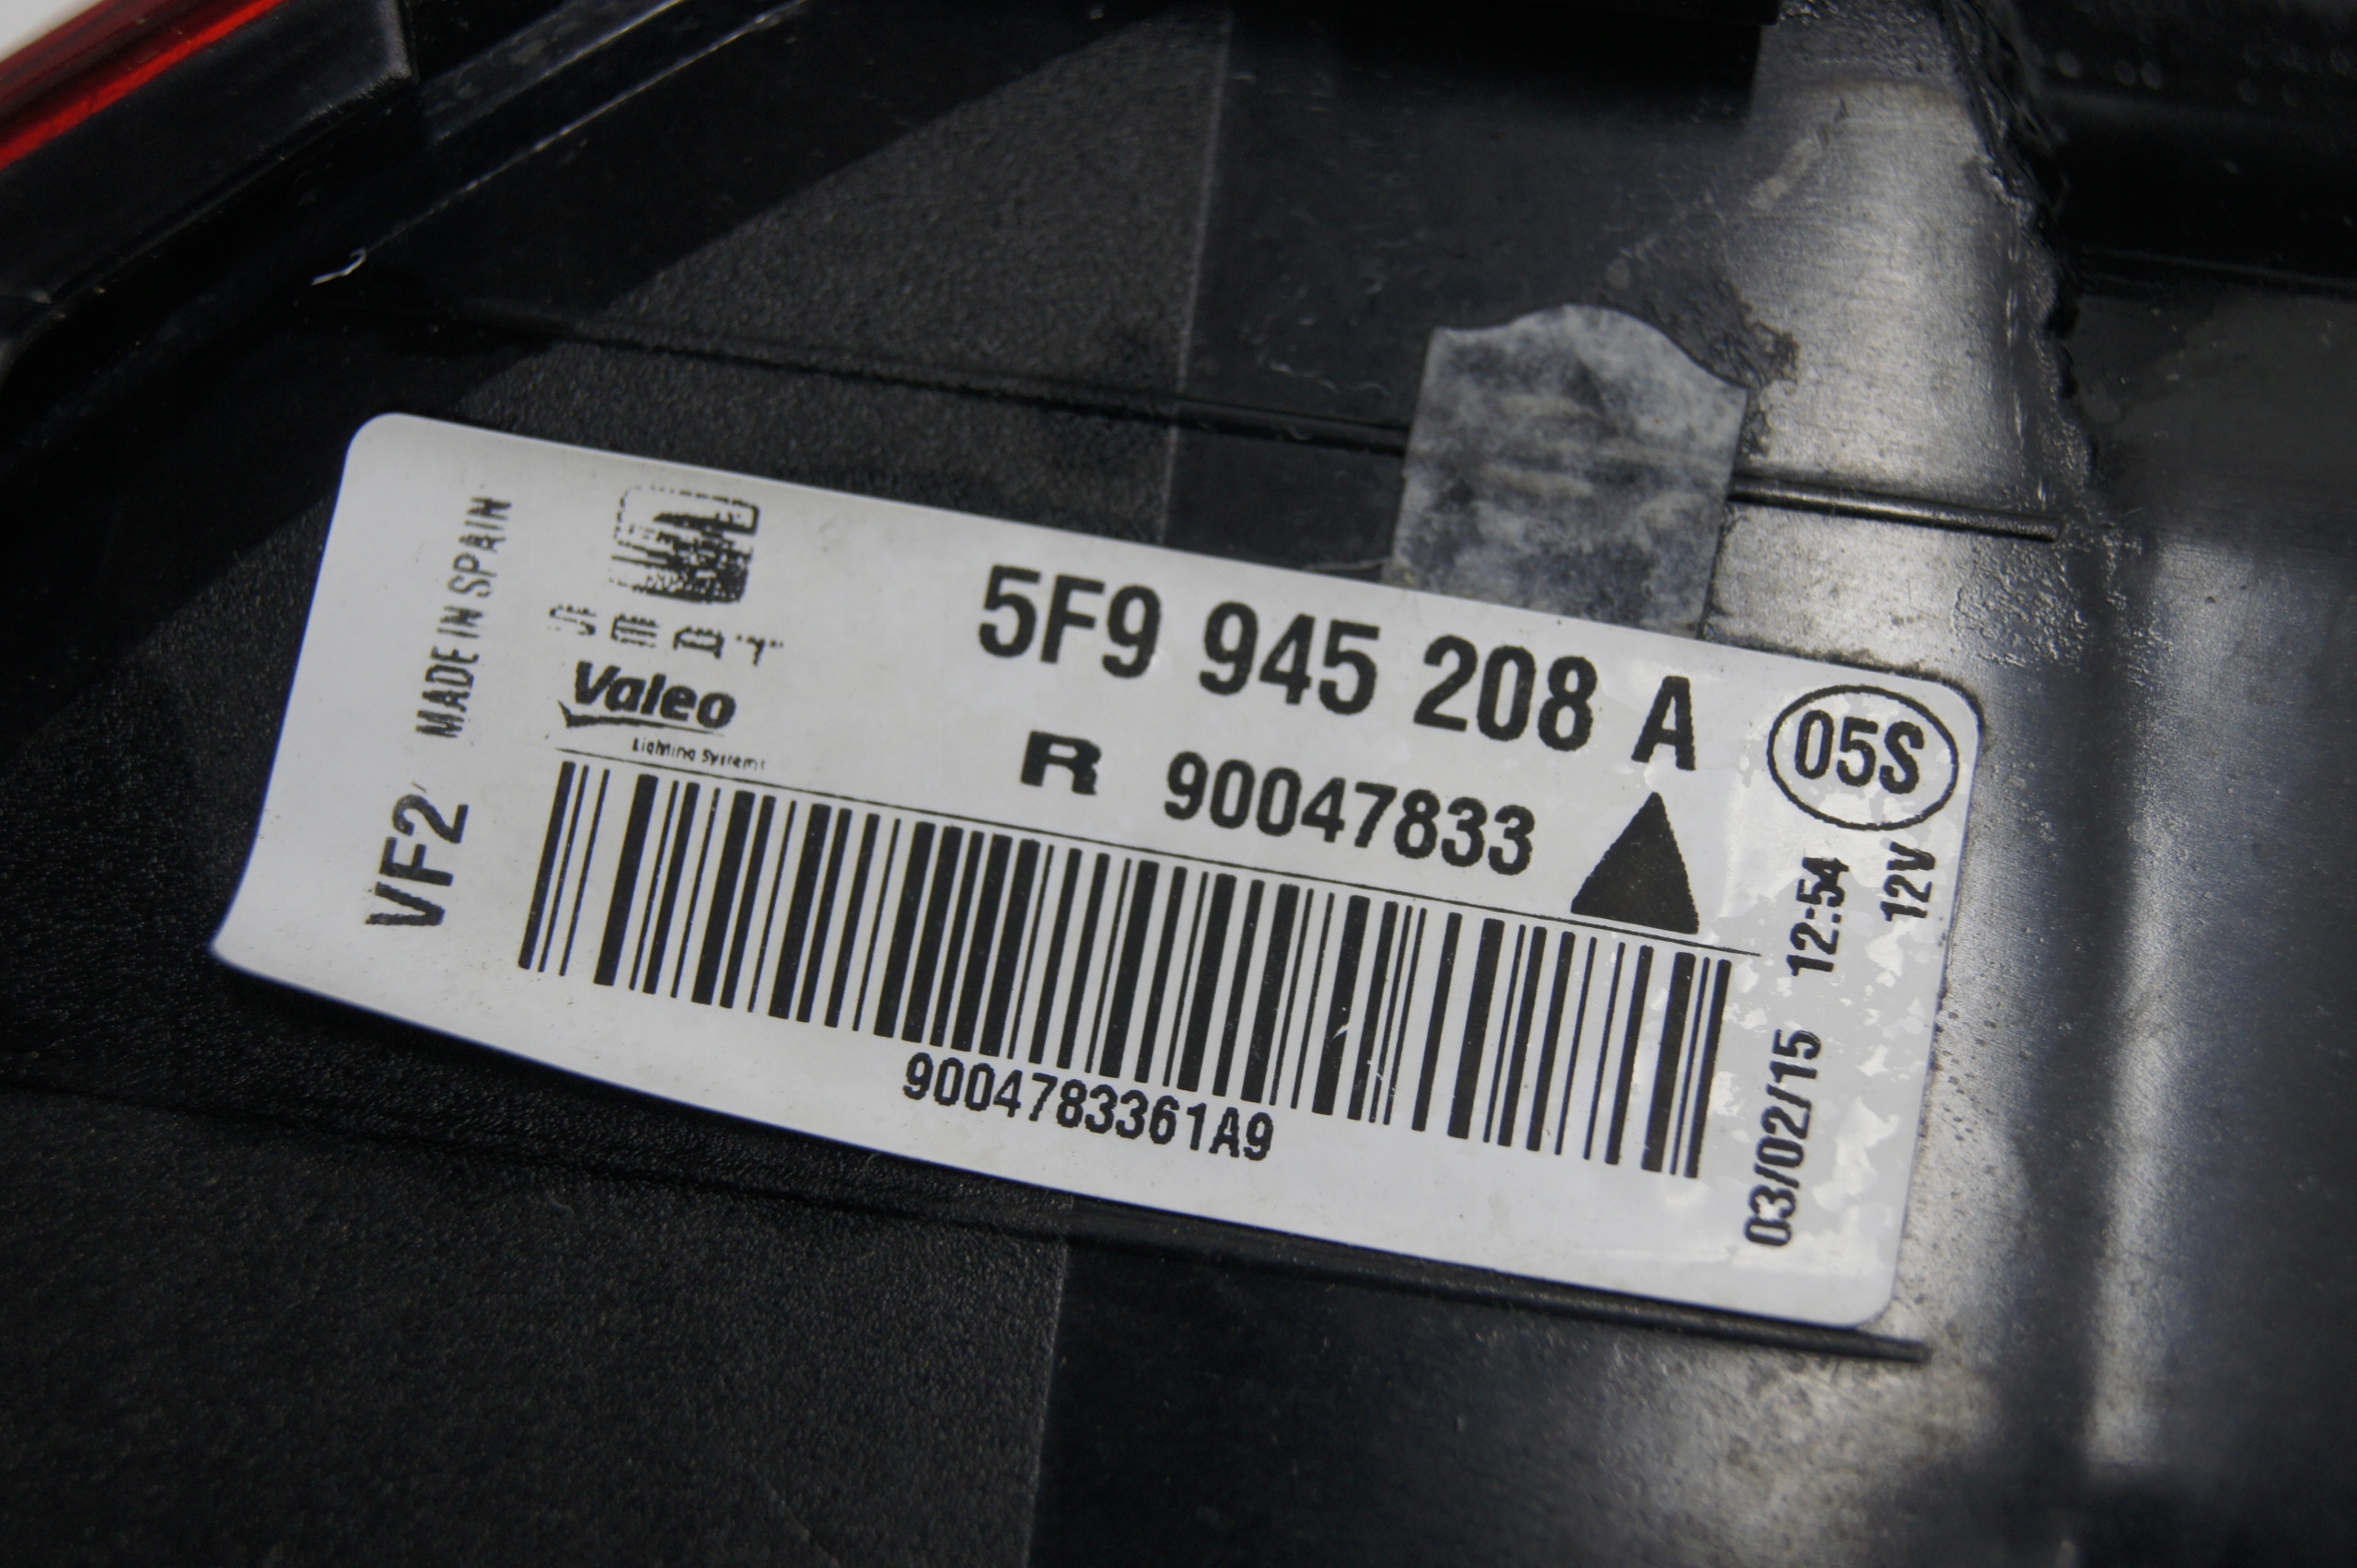 5F9 945 208 A
05S
R 90047833
SEAT
Valeo
Lighting Systems
VF2 MADE IN SPAIN
9004783361A9
03/02/15 12:54
12V